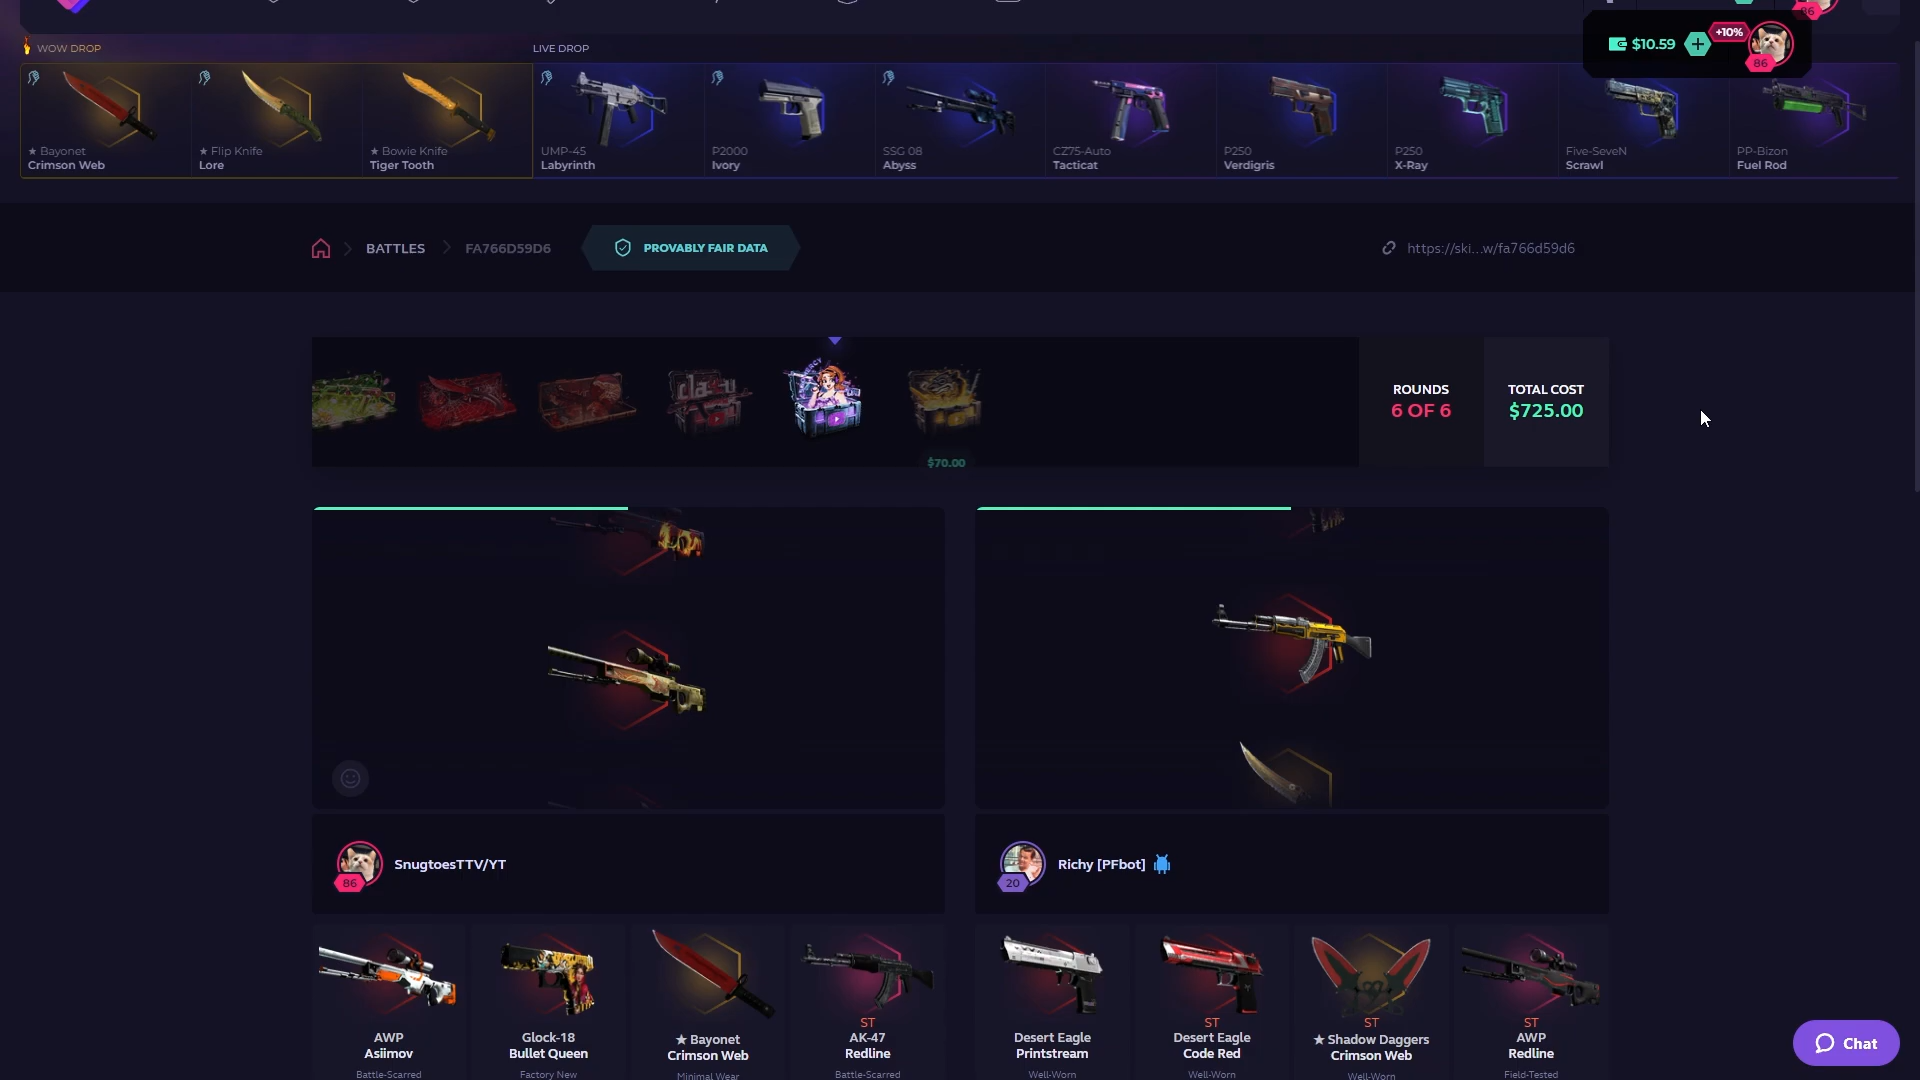 86
$10.59
+10%
86
WOW DROP
LIVE DROP
★ Bayonet
Crimson Web
★ Flip Knife
Lore
★ Bowie Knife
Tiger Tooth
UMP-45
Labyrinth
P2000
Ivory
SSG 08
Abyss
CZ75-Auto
Tacticat
P250
Verdigris
P250
X-Ray
Five-SeveN
Scrawl
PP-Bizon
Fuel Rod
BATTLES
FA766D59D6
PROVABLY FAIR DATA
https://ski...w/fa766d59d6
$70.00
ROUNDS
6 OF 6
TOTAL COST
$725.00
SnugtoesTTV/YT
86
Richy [PFbot]
20
AWP
Asiimov
Battle-Scarred
Glock-18
Bullet Queen
Factory New
★ Bayonet
Crimson Web
Minimal Wear
ST
AK-47
Redline
Battle-Scarred
Desert Eagle
Printstream
Well-Worn
ST
Desert Eagle
Code Red
Well-Worn
ST
★ Shadow Daggers
Crimson Web
Well-Worn
ST
AWP
Redline
Field-Tested
Chat